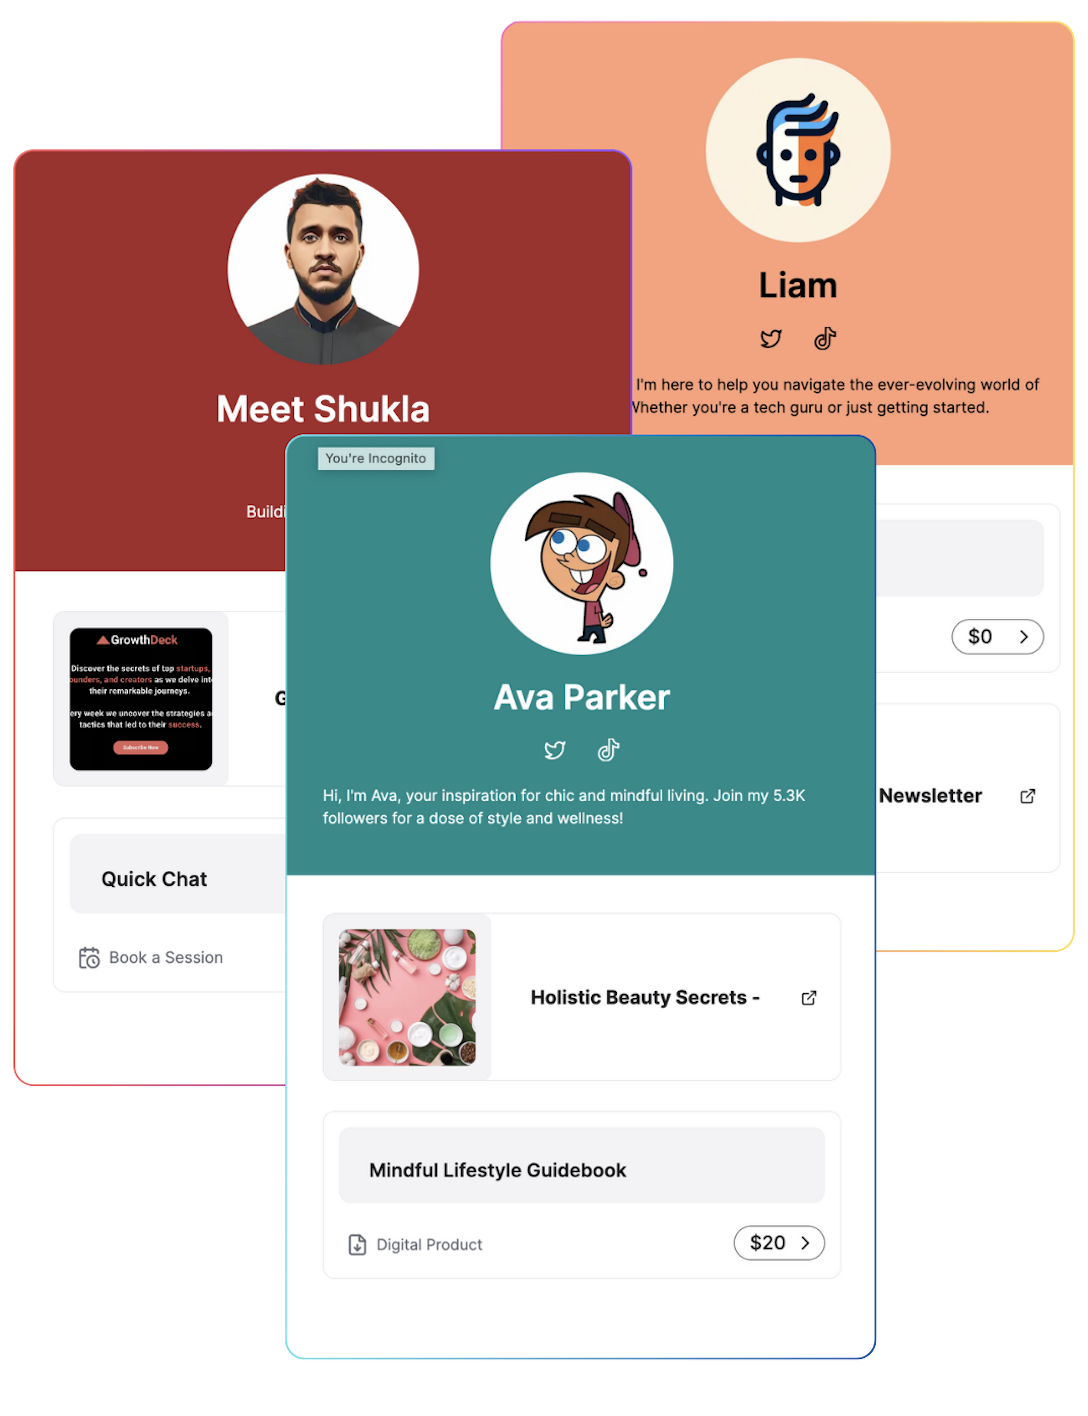 Liam
I'm here to help you navigate the ever-evolving world of
Whether you're a tech guru or just getting started.
$0
Newsletter
Meet Shukla
Buildi
GrowthDeck
Discover the secrets of top startups,
ounders, and creators as we delve into
their remarkable journeys.
ery week we uncover the strategies a
tactics that led to their success.
Subscribe Now
G
Quick Chat
Book a Session
You're Incognito
Ava Parker
Hi, I'm Ava, your inspiration for chic and mindful living. Join my 5.3K
followers for a dose of style and wellness!
Holistic Beauty Secrets -
Mindful Lifestyle Guidebook
Digital Product
$20